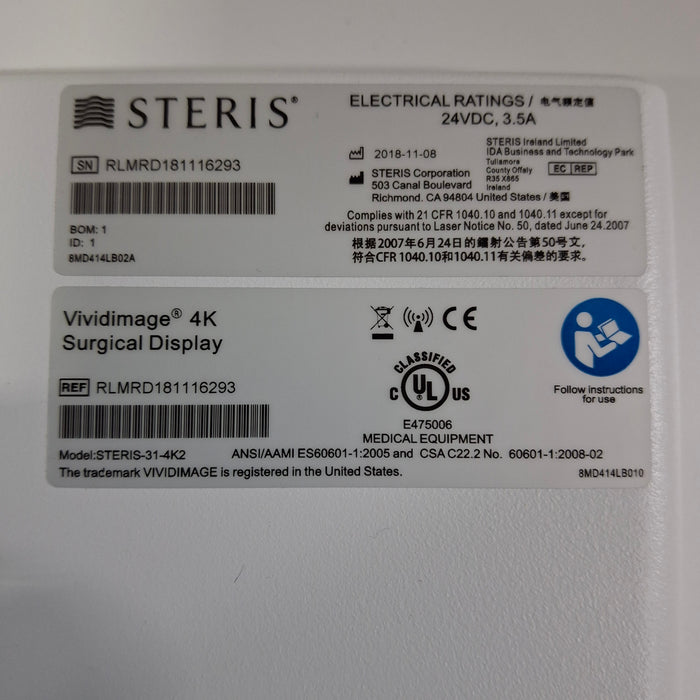 STERIS®
ELECTRICAL RATINGS / 电气额定值
24VDC, 3.5A
SN RLMRD181116293
2018-11-08
STERIS Ireland Limited
IDA Business and Technology Park
Tullamore
County Offaly
R35 X865
Ireland
EC REP
STERIS Corporation
503 Canal Boulevard
Richmond, CA 94804 United States / 美国
BOM: 1
ID: 1
8MD414LB02A
Complies with 21 CFR 1040.10 and 1040.11 except for
deviations pursuant to Laser Notice No. 50, dated June 24.2007
根据2007年6月24日的镭射公告第50号文，
符合CFR 1040.10和1040.11有关偏差的要求。
Vividimage® 4K
Surgical Display
CE
REF RLMRD181116293
CLASSIFIED
C UL® US
E475006
MEDICAL EQUIPMENT
Follow instructions
for use
Model:STERIS-31-4K2 ANSI/AAMI ES60601-1:2005 and CSA C22.2 No. 60601-1:2008-02
The trademark VIVIDIMAGE is registered in the United States.
8MD414LB010